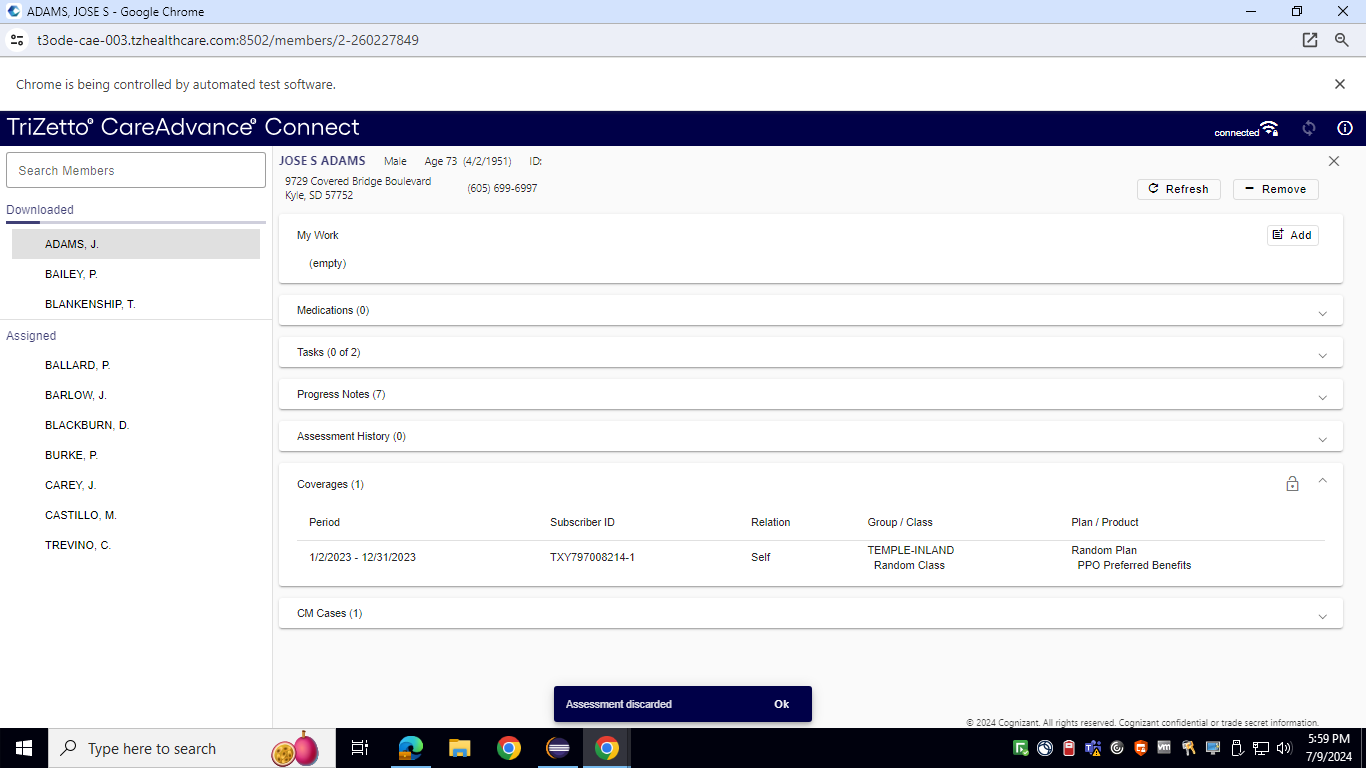 ADAMS, JOSE S - Google Chrome
t3ode-cae-003.tzhealthcare.com:8502/members/2-260227849
Chrome is being controlled by automated test software.
TriZetto® CareAdvance® Connect
connected
Search Members
Downloaded
ADAMS, J.
BAILEY, P.
BLANKENSHIP, T.
Assigned
BALLARD, P.
BARLOW, J.
BLACKBURN, D.
BURKE, P.
CAREY, J.
CASTILLO, M.
TREVINO, C.
JOSE S ADAMS Male Age 73 (4/2/1951) ID:
9729 Covered Bridge Boulevard
Kyle, SD 57752
(605) 699-6997
Refresh
Remove
My Work
Add
(empty)
Medications (0)
Tasks (0 of 2)
Progress Notes (7)
Assessment History (0)
Coverages (1)
Period Subscriber ID Relation Group / Class Plan / Product
1/2/2023 - 12/31/2023 TXY797008214-1 Self TEMPLE-INLAND Random Plan
Random Class PPO Preferred Benefits
CM Cases (1)
Assessment discarded Ok
© 2024 Cognizant. All rights reserved. Cognizant confidential or trade secret information.
Type here to search
5:59 PM
7/9/2024